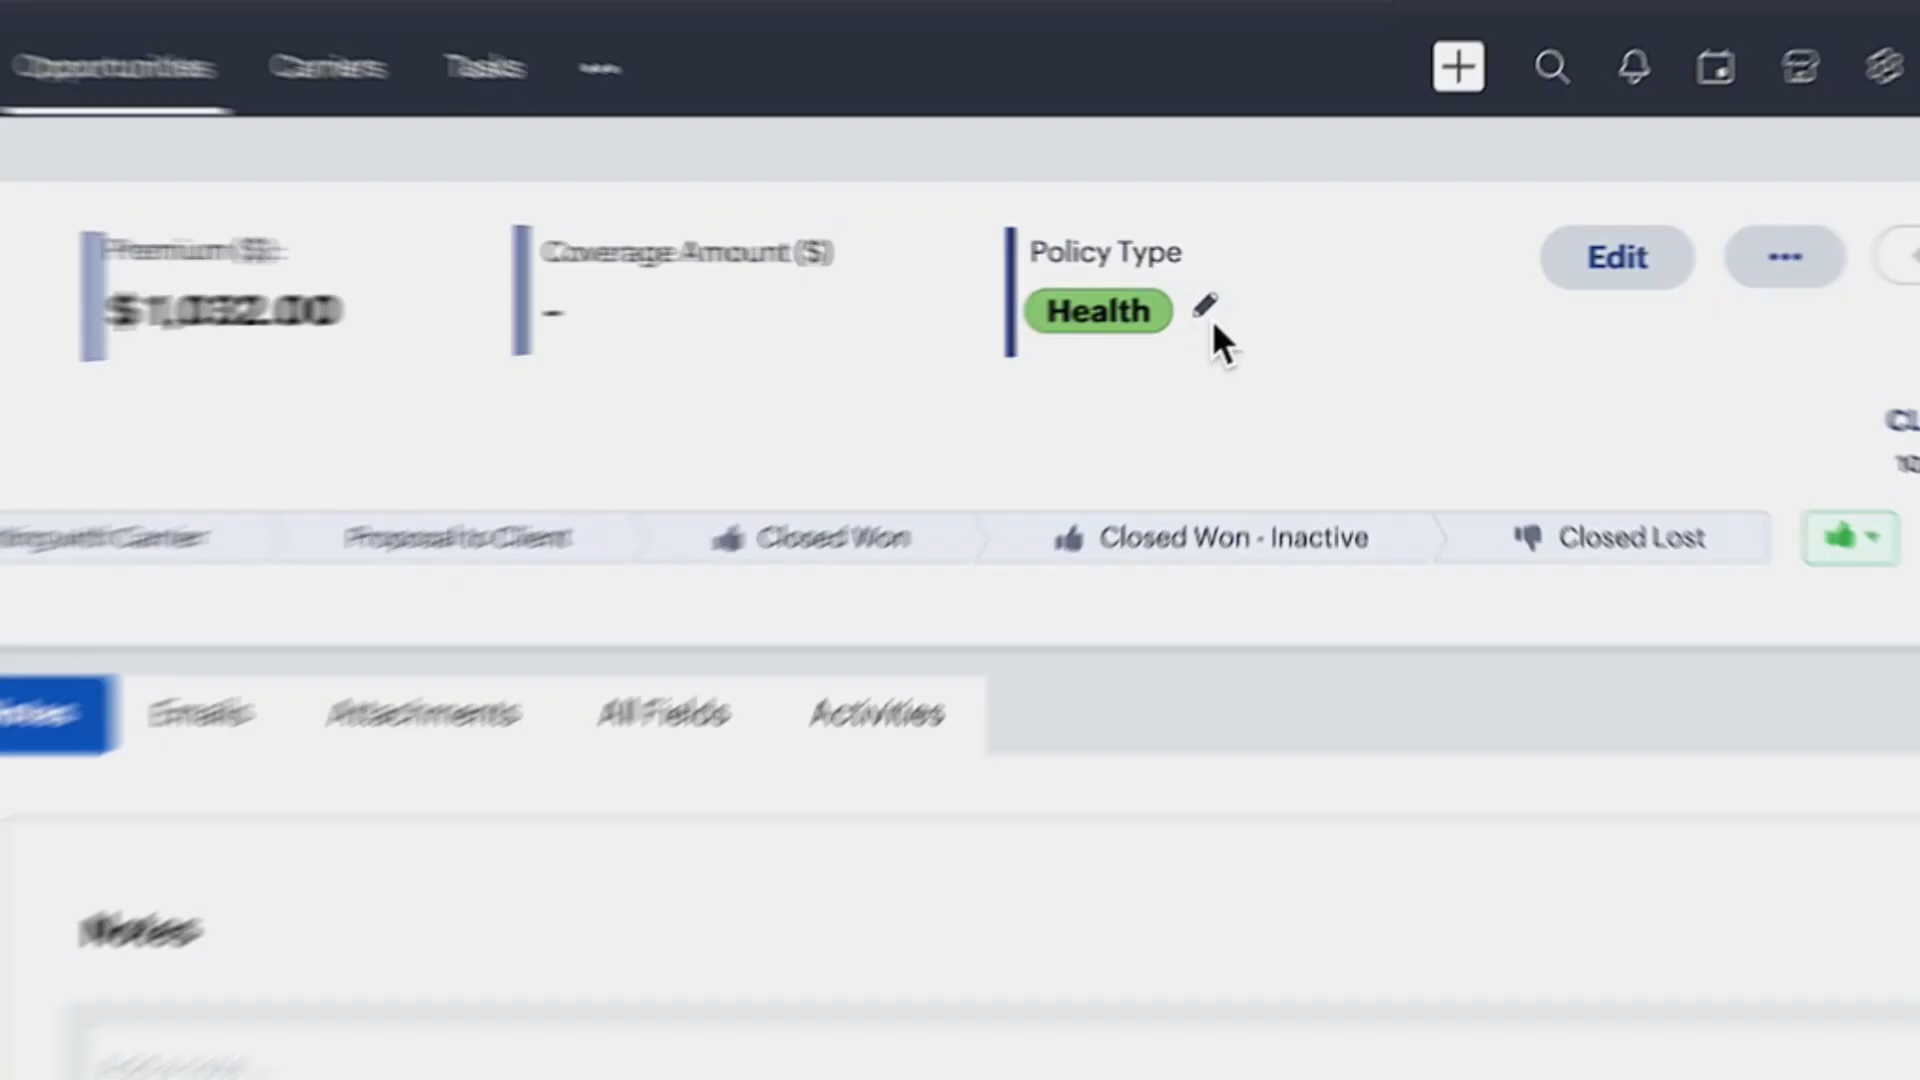 Opportunities Carriers Tasks
Premium ($): Coverage Amount ($) Policy Type
$1,032.00 - Health
Edit
Carrier Proposal to Client Closed Won Closed Won - Inactive Closed Lost
Notes Emails Attachments All Fields Activities
Notes